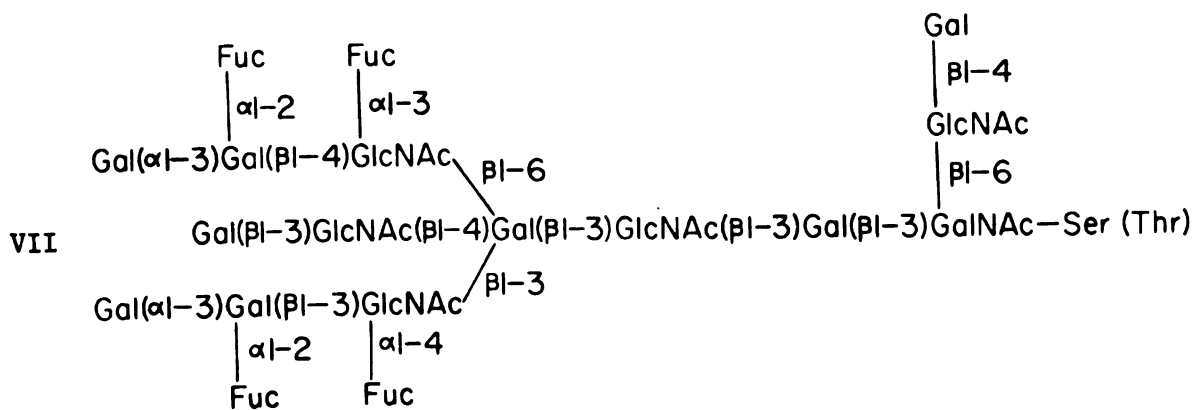 Gal
Fuc Fuc β1–4
α1–2 α1–3 GlcNAc
Gal(α1–3)Gal(β1–4)GlcNAc β1–6
β1–6
VII Gal(β1–3)GlcNAc(β1–4)Gal(β1–3)GlcNAc(β1–3)Gal(β1–3)GalNAc–Ser (Thr)
β1–3
Gal(α1–3)Gal(β1–3)GlcNAc
α1–2 α1–4
Fuc Fuc